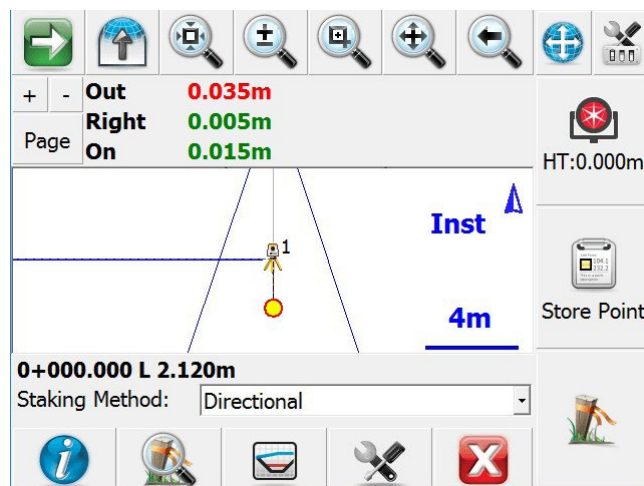 + - Out 0.035m
Right 0.005m
Page
On 0.015m
HT:0.000m
1
Inst
4m
Store Point
0+000.000 L 2.120m
Staking Method: Directional